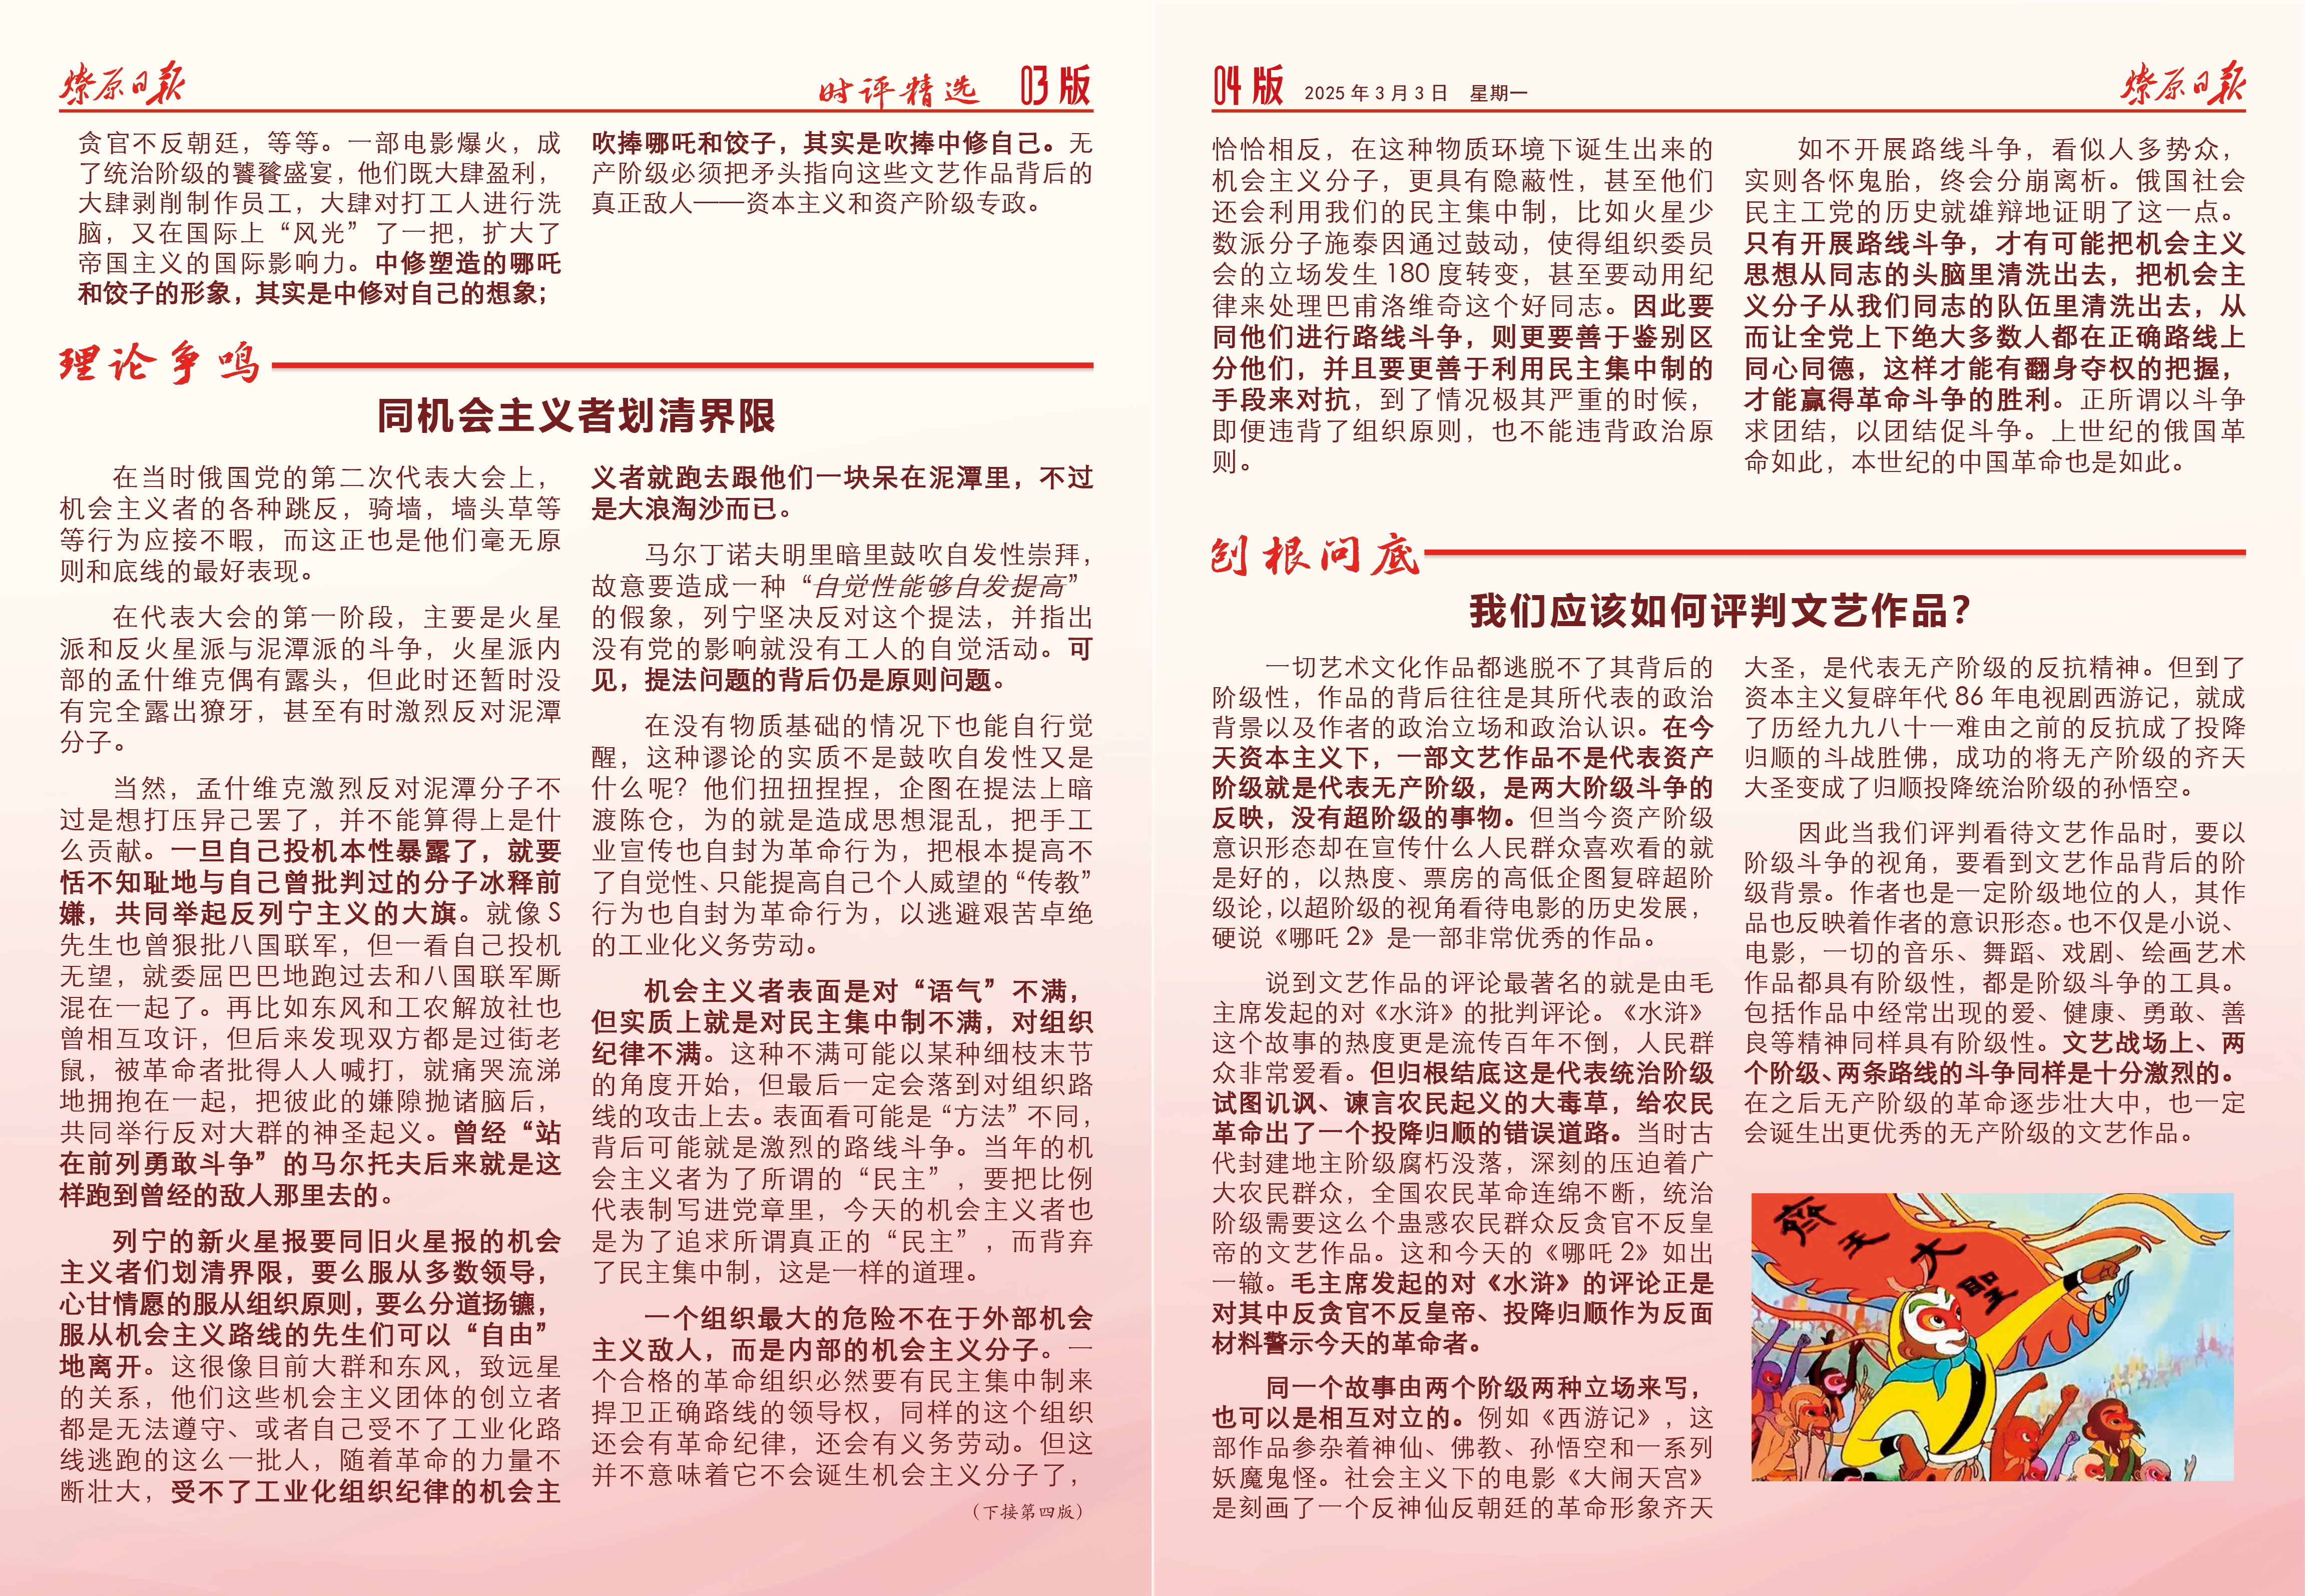 燎原日报
时评精选 03版
贪官不反朝廷，等等。一部电影爆火，成
了统治阶级的饕餮盛宴，他们既大肆盈利，
大肆剥削制作员工，大肆对打工人进行洗
脑，又在国际上“风光”了一把，扩大了
帝国主义的国际影响力。中修塑造的哪吒
和饺子的形象，其实是中修对自己的想象；
吹捧哪吒和饺子，其实是吹捧中修自己。无
产阶级必须把矛头指向这些文艺作品背后的
真正敌人——资本主义和资产阶级专政。
理论争鸣
同机会主义者划清界限
在当时俄国党的第二次代表大会上，
机会主义者的各种跳反，骑墙，墙头草等
等行为应接不暇，而这正也是他们毫无原
则和底线的最好表现。
在代表大会的第一阶段，主要是火星
派和反火星派与泥潭派的斗争，火星派内
部的孟什维克偶有露头，但此时还暂时没
有完全露出獠牙，甚至有时激烈反对泥潭
分子。
当然，孟什维克激烈反对泥潭分子不
过是想打压异己罢了，并不能算得上是什
么贡献。一旦自己投机本性暴露了，就要
恬不知耻地与自己曾批判过的分子冰释前
嫌，共同举起反列宁主义的大旗。就像 S
先生也曾狠批八国联军，但一看自己投机
无望，就委屈巴巴地跑过去和八国联军厮
混在一起了。再比如东风和工农解放社也
曾相互攻讦，但后来发现双方都是过街老
鼠，被革命者批得人人喊打，就痛哭流涕
地拥抱在一起，把彼此的嫌隙抛诸脑后，
共同举行反对大群的神圣起义。曾经“站
在前列勇敢斗争”的马尔托夫后来就是这
样跑到曾经的敌人那里去的。
列宁的新火星报要同旧火星报的机会
主义者们划清界限，要么服从多数领导，
心甘情愿的服从组织原则，要么分道扬镳，
服从机会主义路线的先生们可以“自由”
地离开。这很像目前大群和东风，致远星
的关系，他们这些机会主义团体的创立者
都是无法遵守、或者自己受不了工业化路
线逃跑的这么一批人，随着革命的力量不
断壮大，受不了工业化组织纪律的机会主
义者就跑去跟他们一块呆在泥潭里，不过
是大浪淘沙而已。
马尔丁诺夫明里暗里鼓吹自发性崇拜，
故意要造成一种“自觉性能够自发提高”
的假象，列宁坚决反对这个提法，并指出
没有党的影响就没有工人的自觉活动。可
见，提法问题的背后仍是原则问题。
在没有物质基础的情况下也能自行觉
醒，这种谬论的实质不是鼓吹自发性又是
什么呢？他们扭扭捏捏，企图在提法上暗
渡陈仓，为的就是造成思想混乱，把手工
业宣传也自封为革命行为，把根本提高不
了自觉性、只能提高自己个人威望的“传教”
行为也自封为革命行为，以逃避艰苦卓绝
的工业化义务劳动。
机会主义者表面是对“语气”不满，
但实质上就是对民主集中制不满，对组织
纪律不满。这种不满可能以某种细枝末节
的角度开始，但最后一定会落到对组织路
线的攻击上去。表面看可能是“方法”不同，
背后可能就是激烈的路线斗争。当年的机
会主义者为了所谓的“民主”，要把比例
代表制写进党章里，今天的机会主义者也
是为了追求所谓真正的“民主”，而背弃
了民主集中制，这是一样的道理。
一个组织最大的危险不在于外部机会
主义敌人，而是内部的机会主义分子。一
个合格的革命组织必然要有民主集中制来
捍卫正确路线的领导权，同样的这个组织
还会有革命纪律，还会有义务劳动。但这
并不意味着它不会诞生机会主义分子了，
（下接第四版）
04版 2025 年 3 月 3 日 星期一
燎原日报
恰恰相反，在这种物质环境下诞生出来的
机会主义分子，更具有隐蔽性，甚至他们
还会利用我们的民主集中制，比如火星少
数派分子施泰因通过鼓动，使得组织委员
会的立场发生 180 度转变，甚至要动用纪
律来处理巴甫洛维奇这个好同志。因此要
同他们进行路线斗争，则更要善于鉴别区
分他们，并且要更善于利用民主集中制的
手段来对抗，到了情况极其严重的时候，
即便违背了组织原则，也不能违背政治原
则。
如不开展路线斗争，看似人多势众，
实则各怀鬼胎，终会分崩离析。俄国社会
民主工党的历史就雄辩地证明了这一点。
只有开展路线斗争，才有可能把机会主义
思想从同志的头脑里清洗出去，把机会主
义分子从我们同志的队伍里清洗出去，从
而让全党上下绝大多数人都在正确路线上
同心同德，这样才能有翻身夺权的把握，
才能赢得革命斗争的胜利。正所谓以斗争
求团结，以团结促斗争。上世纪的俄国革
命如此，本世纪的中国革命也是如此。
刨根问底
我们应该如何评判文艺作品？
一切艺术文化作品都逃脱不了其背后的
阶级性，作品的背后往往是其所代表的政治
背景以及作者的政治立场和政治认识。在今
天资本主义下，一部文艺作品不是代表资产
阶级就是代表无产阶级，是两大阶级斗争的
反映，没有超阶级的事物。但当今资产阶级
意识形态却在宣传什么人民群众喜欢看的就
是好的，以热度、票房的高低企图复辟超阶
级论，以超阶级的视角看待电影的历史发展，
硬说《哪吒 2》是一部非常优秀的作品。
说到文艺作品的评论最著名的就是由毛
主席发起的对《水浒》的批判评论。《水浒》
这个故事的热度更是流传百年不倒，人民群
众非常爱看。但归根结底这是代表统治阶级
试图讥讽、谏言农民起义的大毒草，给农民
革命出了一个投降归顺的错误道路。当时古
代封建地主阶级腐朽没落，深刻的压迫着广
大农民群众，全国农民革命连绵不断，统治
阶级需要这么个蛊惑农民群众反贪官不反皇
帝的文艺作品。这和今天的《哪吒 2》如出
一辙。毛主席发起的对《水浒》的评论正是
对其中反贪官不反皇帝、投降归顺作为反面
材料警示今天的革命者。
同一个故事由两个阶级两种立场来写，
也可以是相互对立的。例如《西游记》，这
部作品参杂着神仙、佛教、孙悟空和一系列
妖魔鬼怪。社会主义下的电影《大闹天宫》
是刻画了一个反神仙反朝廷的革命形象齐天
大圣，是代表无产阶级的反抗精神。但到了
资本主义复辟年代 86 年电视剧西游记，就成
了历经九九八十一难由之前的反抗成了投降
归顺的斗战胜佛，成功的将无产阶级的齐天
大圣变成了归顺投降统治阶级的孙悟空。
因此当我们评判看待文艺作品时，要以
阶级斗争的视角，要看到文艺作品背后的阶
级背景。作者也是一定阶级地位的人，其作
品也反映着作者的意识形态。也不仅是小说、
电影，一切的音乐、舞蹈、戏剧、绘画艺术
作品都具有阶级性，都是阶级斗争的工具。
包括作品中经常出现的爱、健康、勇敢、善
良等精神同样具有阶级性。文艺战场上、两
个阶级、两条路线的斗争同样是十分激烈的。
在之后无产阶级的革命逐步壮大中，也一定
会诞生出更优秀的无产阶级的文艺作品。
齊天大聖